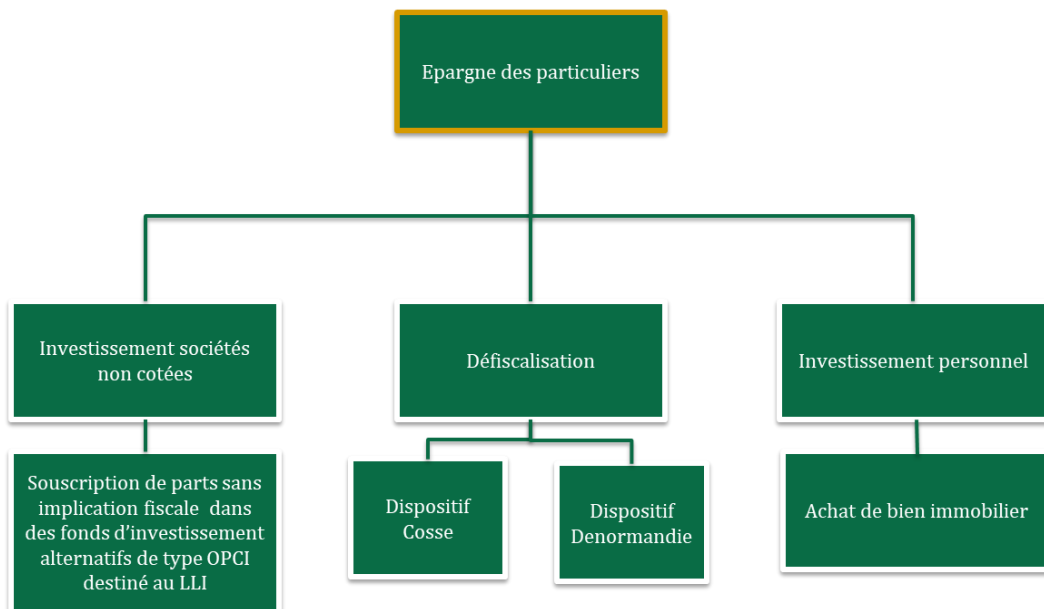 Epargne des particuliers
Investissement sociétés
non cotées
Défiscalisation
Investissement personnel
Souscription de parts sans
implication fiscale dans
des fonds d’investissement
alternatifs de type OPCI
destiné au LLI
Dispositif
Cosse
Dispositif
Denormandie
Achat de bien immobilier